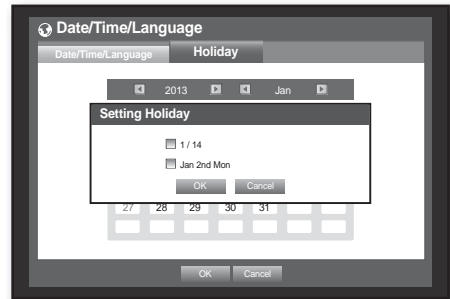 Date/Time/Language
Date/Time/Language Holiday
2013 Jan
Setting Holiday
1 / 14
Jan 2nd Mon
OK Cancel
27 28 29 30 31
OK Cancel